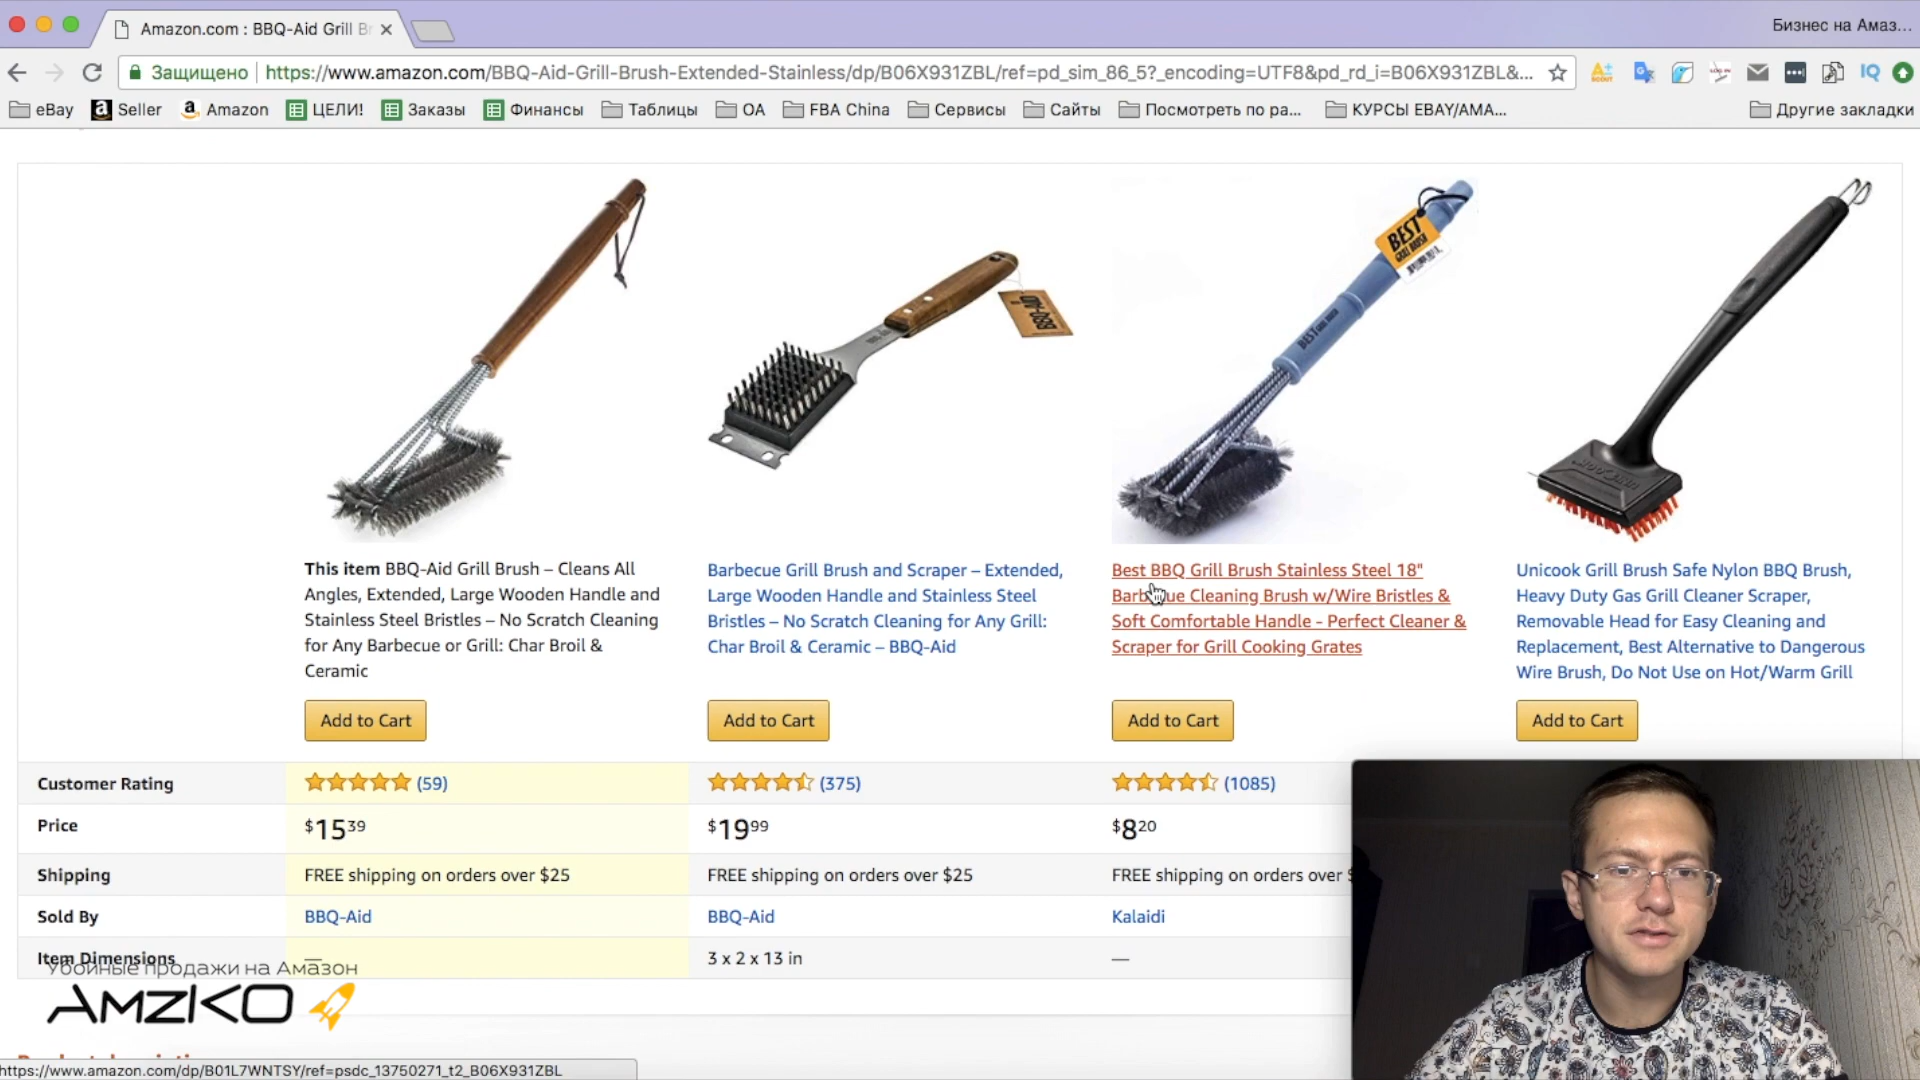 Amazon.com : BBQ-Aid Grill Br
Бизнес на Амаз...
Защищено
https://www.amazon.com/BBQ-Aid-Grill-Brush-Extended-Stainless/dp/B06X931ZBL/ref=pd_sim_86_5?_encoding=UTF8&pd_rd_i=B06X931ZBL&...
eBay Seller Amazon ЦЕЛИ! Заказы Финансы Таблицы OA FBA China Сервисы Сайты Посмотреть по ра... КУРСЫ EBAY/AMA... Другие закладки
BBQ-AID
BEST
GRILL BRUSH
BEST GRILL BRUSH
This item BBQ-Aid Grill Brush – Cleans All
Angles, Extended, Large Wooden Handle and
Stainless Steel Bristles – No Scratch Cleaning
for Any Barbecue or Grill: Char Broil &
Ceramic
Barbecue Grill Brush and Scraper – Extended,
Large Wooden Handle and Stainless Steel
Bristles – No Scratch Cleaning for Any Grill:
Char Broil & Ceramic – BBQ-Aid
Best BBQ Grill Brush Stainless Steel 18"
Barbecue Cleaning Brush w/Wire Bristles &
Soft Comfortable Handle - Perfect Cleaner &
Scraper for Grill Cooking Grates
Unicook Grill Brush Safe Nylon BBQ Brush,
Heavy Duty Gas Grill Cleaner Scraper,
Removable Head for Easy Cleaning and
Replacement, Best Alternative to Dangerous
Wire Brush, Do Not Use on Hot/Warm Grill
Add to Cart Add to Cart Add to Cart Add to Cart
Customer Rating (59) (375) (1085)
Price $15 39 $19 99 $8 20
Shipping FREE shipping on orders over $25 FREE shipping on orders over $25 FREE shipping on orders over
Sold By BBQ-Aid BBQ-Aid Kalaidi
Item Dimensions — 3 x 2 x 13 in —
Убойные продажи на Амазон
AMZIKO
https://www.amazon.com/dp/B01L7WNTSY/ref=psdc_13750271_t2_B06X931ZBL